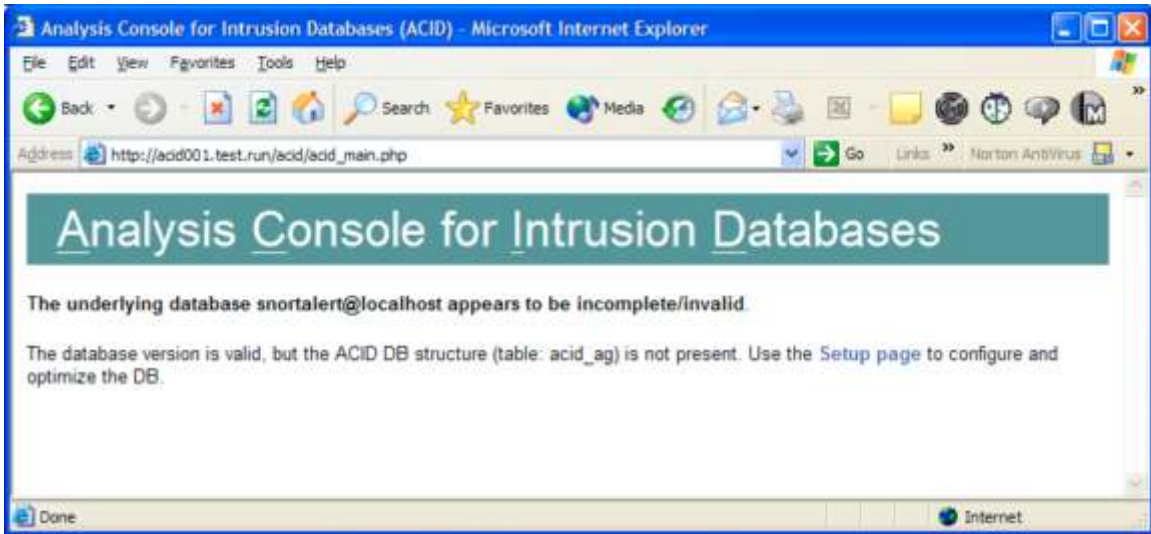 Analysis Console for Intrusion Databases (ACID) - Microsoft Internet Explorer
File Edit View Favorites Tools Help
Back Search Favorites Media
Address http://acid001.test.run/acid/acid_main.php Go Links » Norton AntiVirus
Analysis Console for Intrusion Databases
The underlying database snortalert@localhost appears to be incomplete/invalid.
The database version is valid, but the ACID DB structure (table: acid_ag) is not present. Use the Setup page to configure and
optimize the DB.
Done Internet